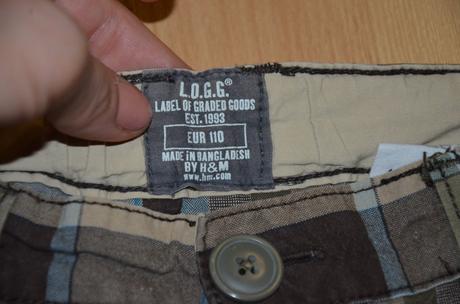 L.O.G.G.®
LABEL OF GRADED GOODS
EST. 1993
EUR 110
MADE IN BANGLADESH
BY H&M
www.hm.com